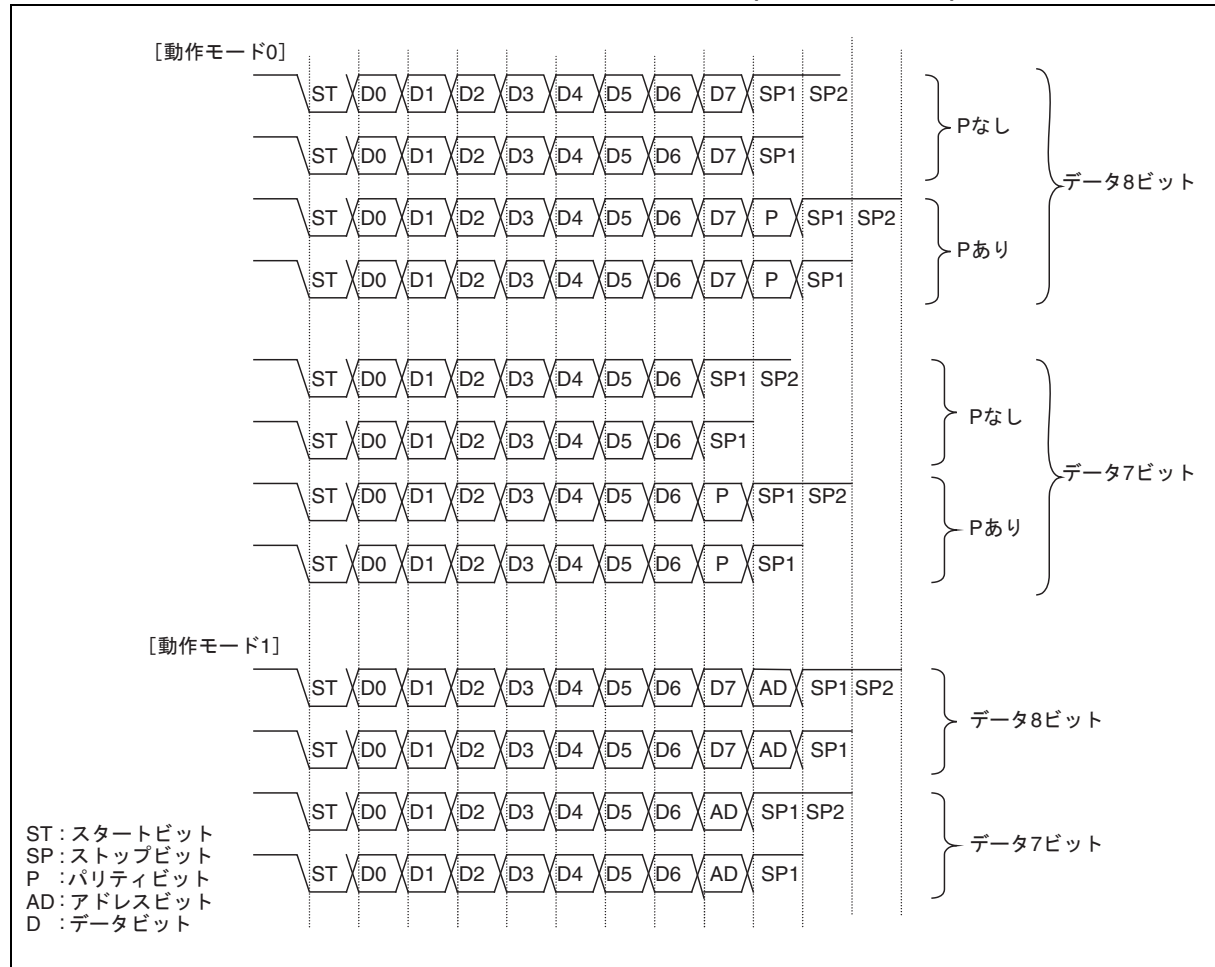 [動作モード0]
ST D0 D1 D2 D3 D4 D5 D6 D7 SP1 SP2
ST D0 D1 D2 D3 D4 D5 D6 D7 SP1
Pなし
ST D0 D1 D2 D3 D4 D5 D6 D7 P SP1 SP2
ST D0 D1 D2 D3 D4 D5 D6 D7 P SP1
Pあり
データ8ビット
ST D0 D1 D2 D3 D4 D5 D6 SP1 SP2
ST D0 D1 D2 D3 D4 D5 D6 SP1
Pなし
ST D0 D1 D2 D3 D4 D5 D6 P SP1 SP2
ST D0 D1 D2 D3 D4 D5 D6 P SP1
Pあり
データ7ビット
[動作モード1]
ST D0 D1 D2 D3 D4 D5 D6 D7 AD SP1 SP2
ST D0 D1 D2 D3 D4 D5 D6 D7 AD SP1
データ8ビット
ST D0 D1 D2 D3 D4 D5 D6 AD SP1 SP2
ST D0 D1 D2 D3 D4 D5 D6 AD SP1
データ7ビット
ST:スタートビット
SP:ストップビット
P :パリティビット
AD:アドレスビット
D :データビット